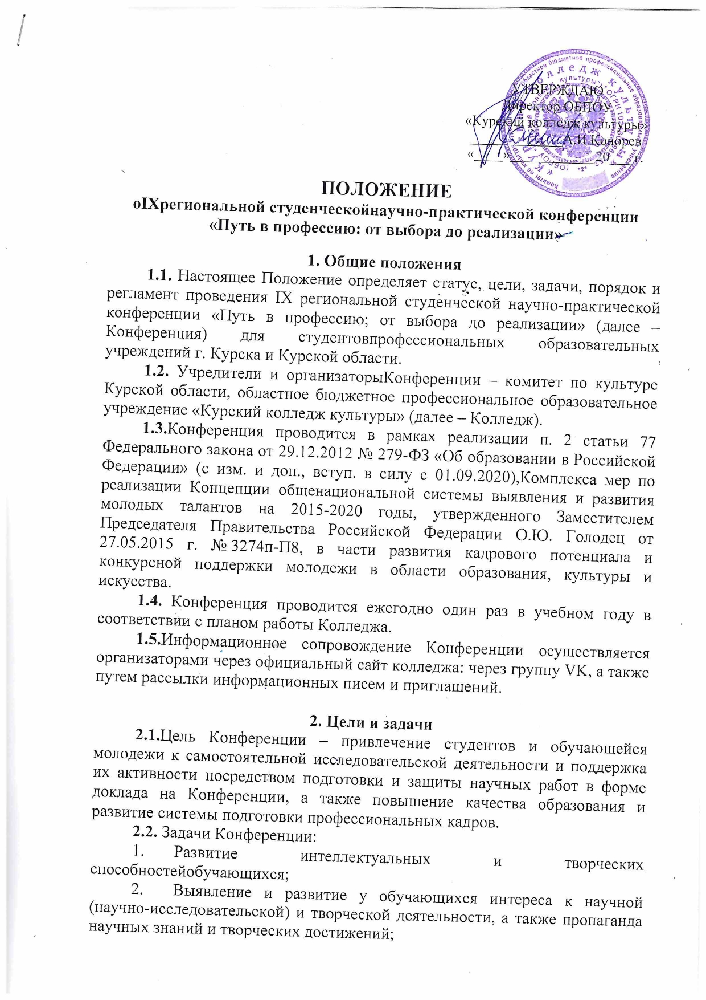 УТВЕРЖДАЮ
Директор ОБПОУ
«Курский колледж культуры»
А.И.Конорев
«____»____________20___г.
ПОЛОЖЕНИЕ
оIXрегиональной студенческойнаучно-практической конференции
«Путь в профессию: от выбора до реализации»
1. Общие положения
1.1. Настоящее Положение определяет статус, цели, задачи, порядок и
регламент проведения IX региональной студенческой научно-практической
конференции «Путь в профессию; от выбора до реализации» (далее –
Конференция) для студентовпрофессиональных образовательных
учреждений г. Курска и Курской области.
1.2. Учредители и организаторыКонференции – комитет по культуре
Курской области, областное бюджетное профессиональное образовательное
учреждение «Курский колледж культуры» (далее – Колледж).
1.3.Конференция проводится в рамках реализации п. 2 статьи 77
Федерального закона от 29.12.2012 № 279-ФЗ «Об образовании в Российской
Федерации» (с изм. и доп., вступ. в силу с 01.09.2020),Комплекса мер по
реализации Концепции общенациональной системы выявления и развития
молодых талантов на 2015-2020 годы, утвержденного Заместителем
Председателя Правительства Российской Федерации О.Ю. Голодец от
27.05.2015 г. № 3274п-П8, в части развития кадрового потенциала и
конкурсной поддержки молодежи в области образования, культуры и
искусства.
1.4. Конференция проводится ежегодно один раз в учебном году в
соответствии с планом работы Колледжа.
1.5.Информационное сопровождение Конференции осуществляется
организаторами через официальный сайт колледжа: через группу VK, а также
путем рассылки информационных писем и приглашений.
2. Цели и задачи
2.1.Цель Конференции – привлечение студентов и обучающейся
молодежи к самостоятельной исследовательской деятельности и поддержка
их активности посредством подготовки и защиты научных работ в форме
доклада на Конференции, а также повышение качества образования и
развитие системы подготовки профессиональных кадров.
2.2. Задачи Конференции:
1. Развитие интеллектуальных и творческих
способностейобучающихся;
2. Выявление и развитие у обучающихся интереса к научной
(научно-исследовательской) и творческой деятельности, а также пропаганда
научных знаний и творческих достижений;